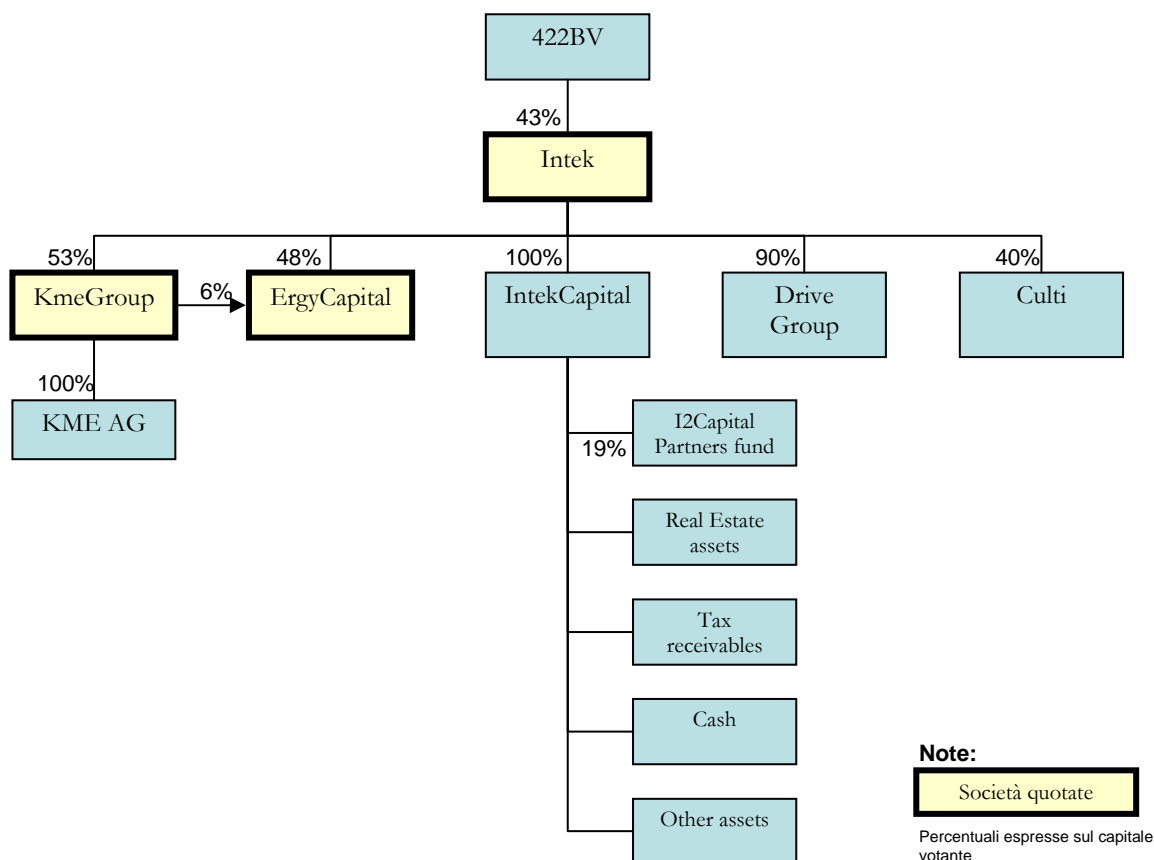 422BV
43%
Intek
53%
48%
100%
90%
40%
KmeGroup
6%
ErgyCapital
IntekCapital
Drive
Group
Culti
100%
KME AG
19%
I2Capital
Partners fund
Real Estate
assets
Tax
receivables
Cash
Other assets
Note:
Società quotate
Percentuali espresse sul capitale
votante